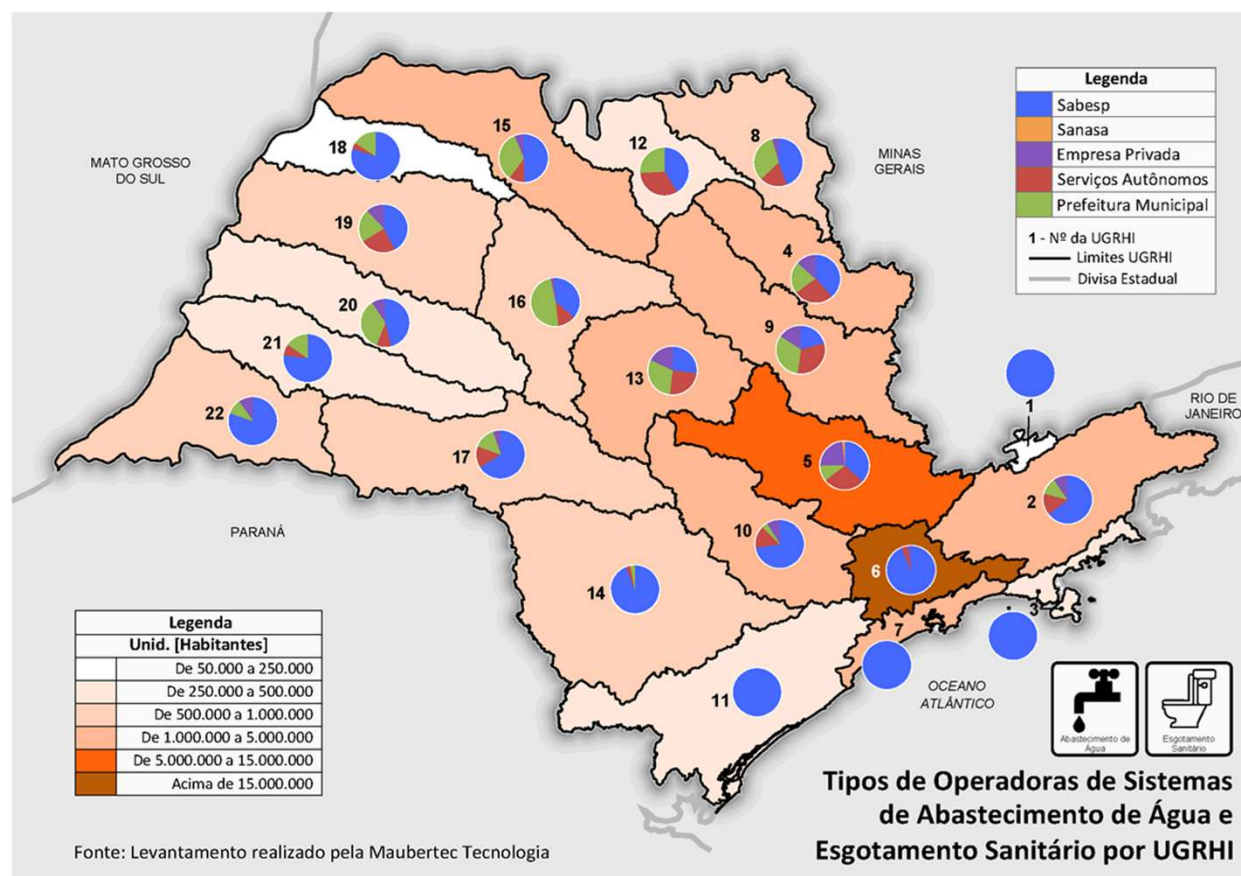 Legenda
Sabesp
Sanasa
Empresa Privada
Serviços Autônomos
Prefeitura Municipal
1 - Nº da UGRHI
Limites UGRHI
Divisa Estadual
MATO GROSSO
DO SUL
MINAS
GERAIS
RIO DE
JANEIRO
PARANÁ
OCEANO
ATLÂNTICO
15
18
12
8
19
4
16
20
9
21
13
1
22
17
5
2
10
6
14
3
7
11
Legenda
Unid. [Habitantes]
De 50.000 a 250.000
De 250.000 a 500.000
De 500.000 a 1.000.000
De 1.000.000 a 5.000.000
De 5.000.000 a 15.000.000
Acima de 15.000.000
Abastecimento de
Água
Esgotamento
Sanitário
Tipos de Operadoras de Sistemas
de Abastecimento de Água e
Esgotamento Sanitário por UGRHI
Fonte: Levantamento realizado pela Maubertec Tecnologia